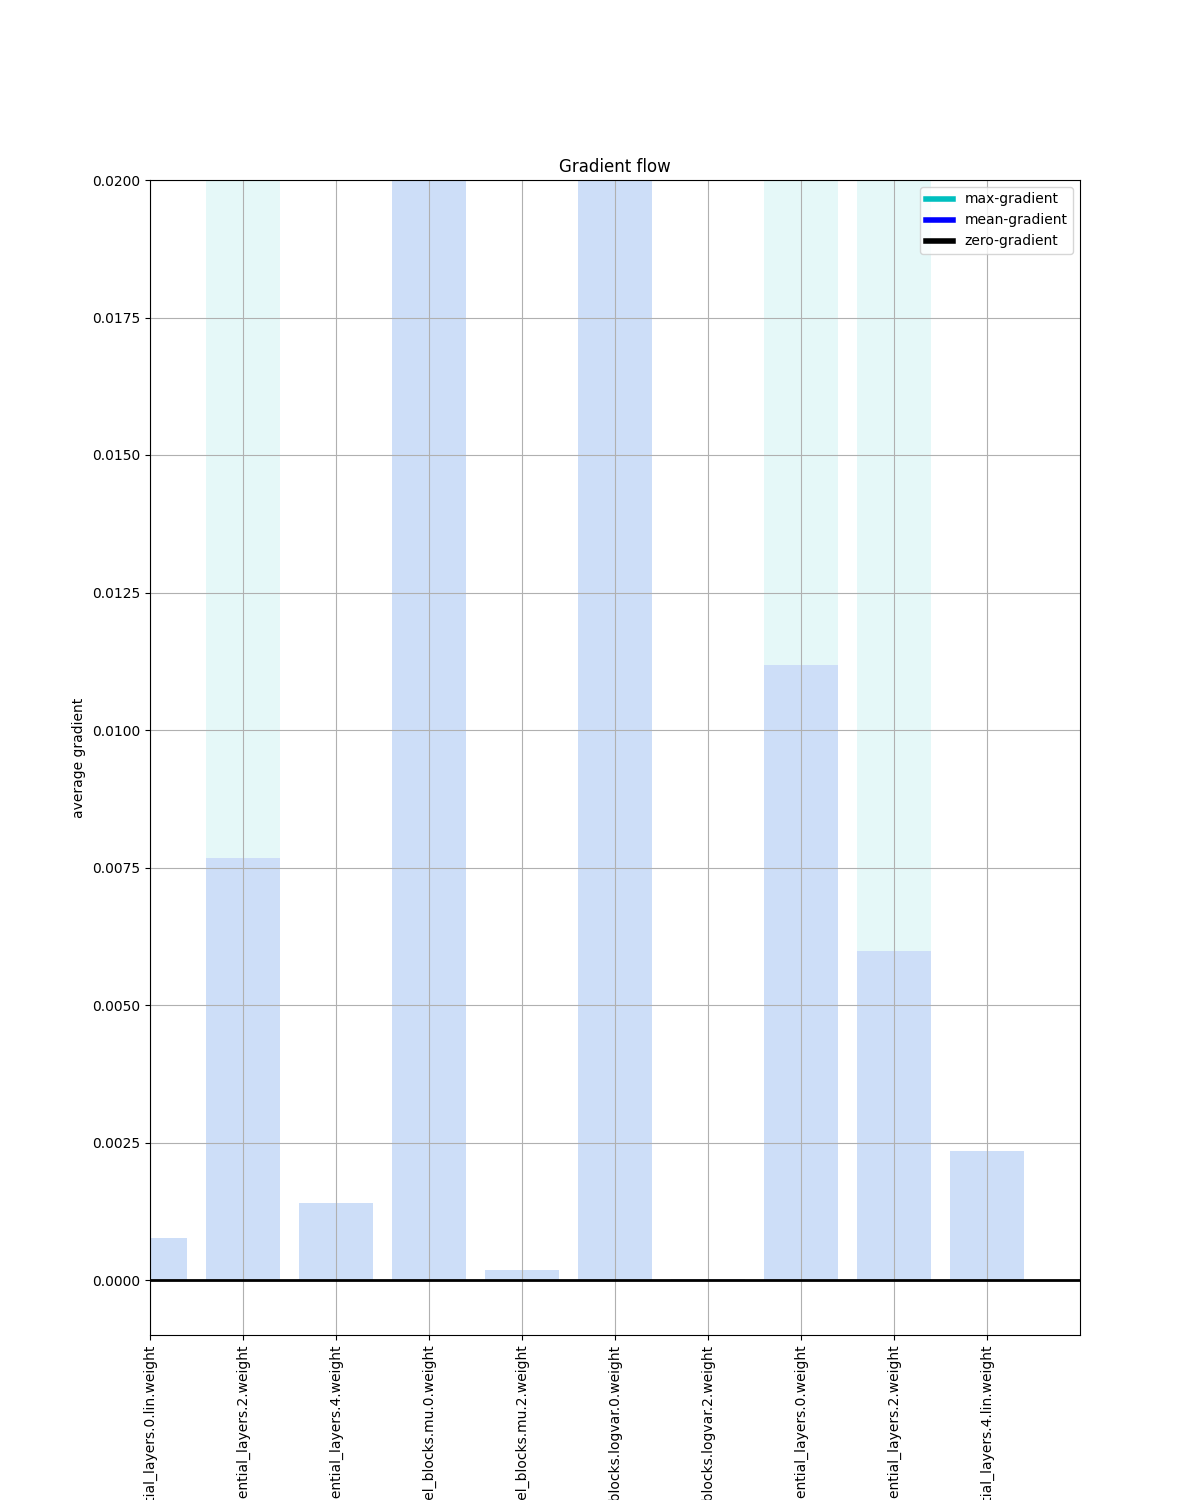 Gradient flow
max-gradient
mean-gradient
zero-gradient
0.0200
0.0175
0.0150
0.0125
0.0100
0.0075
0.0050
0.0025
0.0000
average gradient
tial_layers.0.lin.weight
ential_layers.2.weight
ential_layers.4.weight
el_blocks.mu.0.weight
el_blocks.mu.2.weight
blocks.logvar.0.weight
blocks.logvar.2.weight
ential_layers.0.weight
ential_layers.2.weight
tial_layers.4.lin.weight